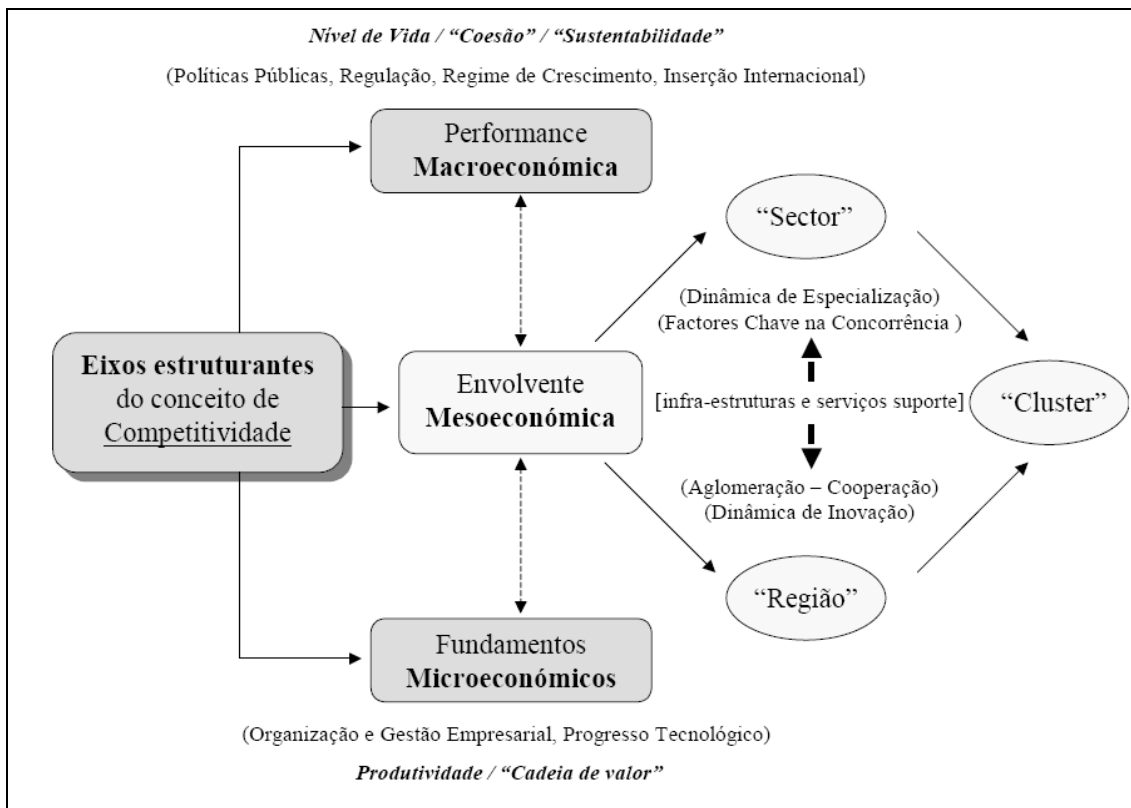 Nível de Vida / “Coesão” / “Sustentabilidade”
(Políticas Públicas, Regulação, Regime de Crescimento, Inserção Internacional)
Performance
Macroeconómica
“Sector”
(Dinâmica de Especialização)
(Factores Chave na Concorrência )
Eixos estruturantes
do conceito de
Competitividade
Envolvente
Mesoeconómica
[infra-estruturas e serviços suporte]
“Cluster”
(Aglomeração – Cooperação)
(Dinâmica de Inovação)
“Região”
Fundamentos
Microeconómicos
(Organização e Gestão Empresarial, Progresso Tecnológico)
Produtividade / “Cadeia de valor”